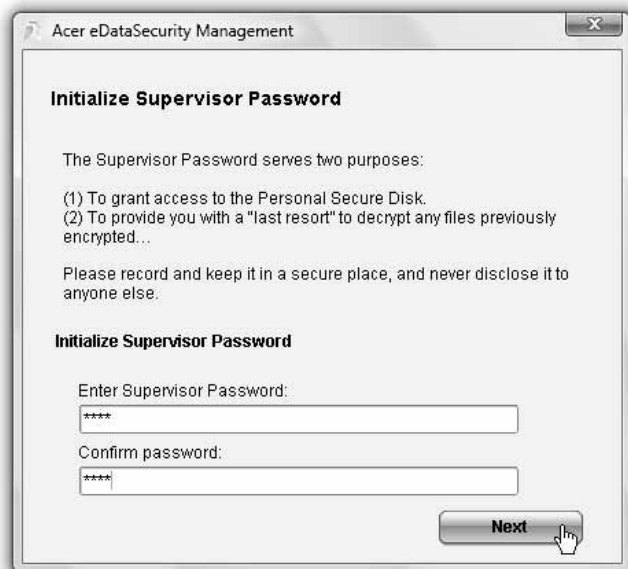 Acer eDataSecurity Management
Initialize Supervisor Password
The Supervisor Password serves two purposes:
(1) To grant access to the Personal Secure Disk.
(2) To provide you with a "last resort" to decrypt any files previously
encrypted...
Please record and keep it in a secure place, and never disclose it to
anyone else.
Initialize Supervisor Password
Enter Supervisor Password:
****
Confirm password:
****
Next